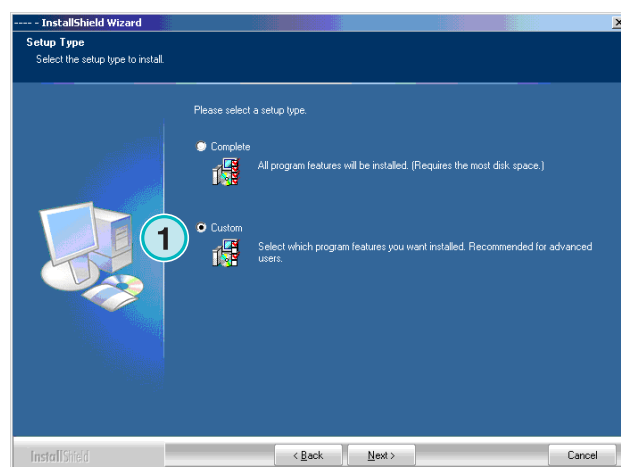 ---- - InstallShield Wizard
Setup Type
Select the setup type to install.
Please select a setup type.
Complete
All program features will be installed. (Requires the most disk space.)
1
Custom
Select which program features you want installed. Recommended for advanced
users.
InstallShield
< Back
Next >
Cancel